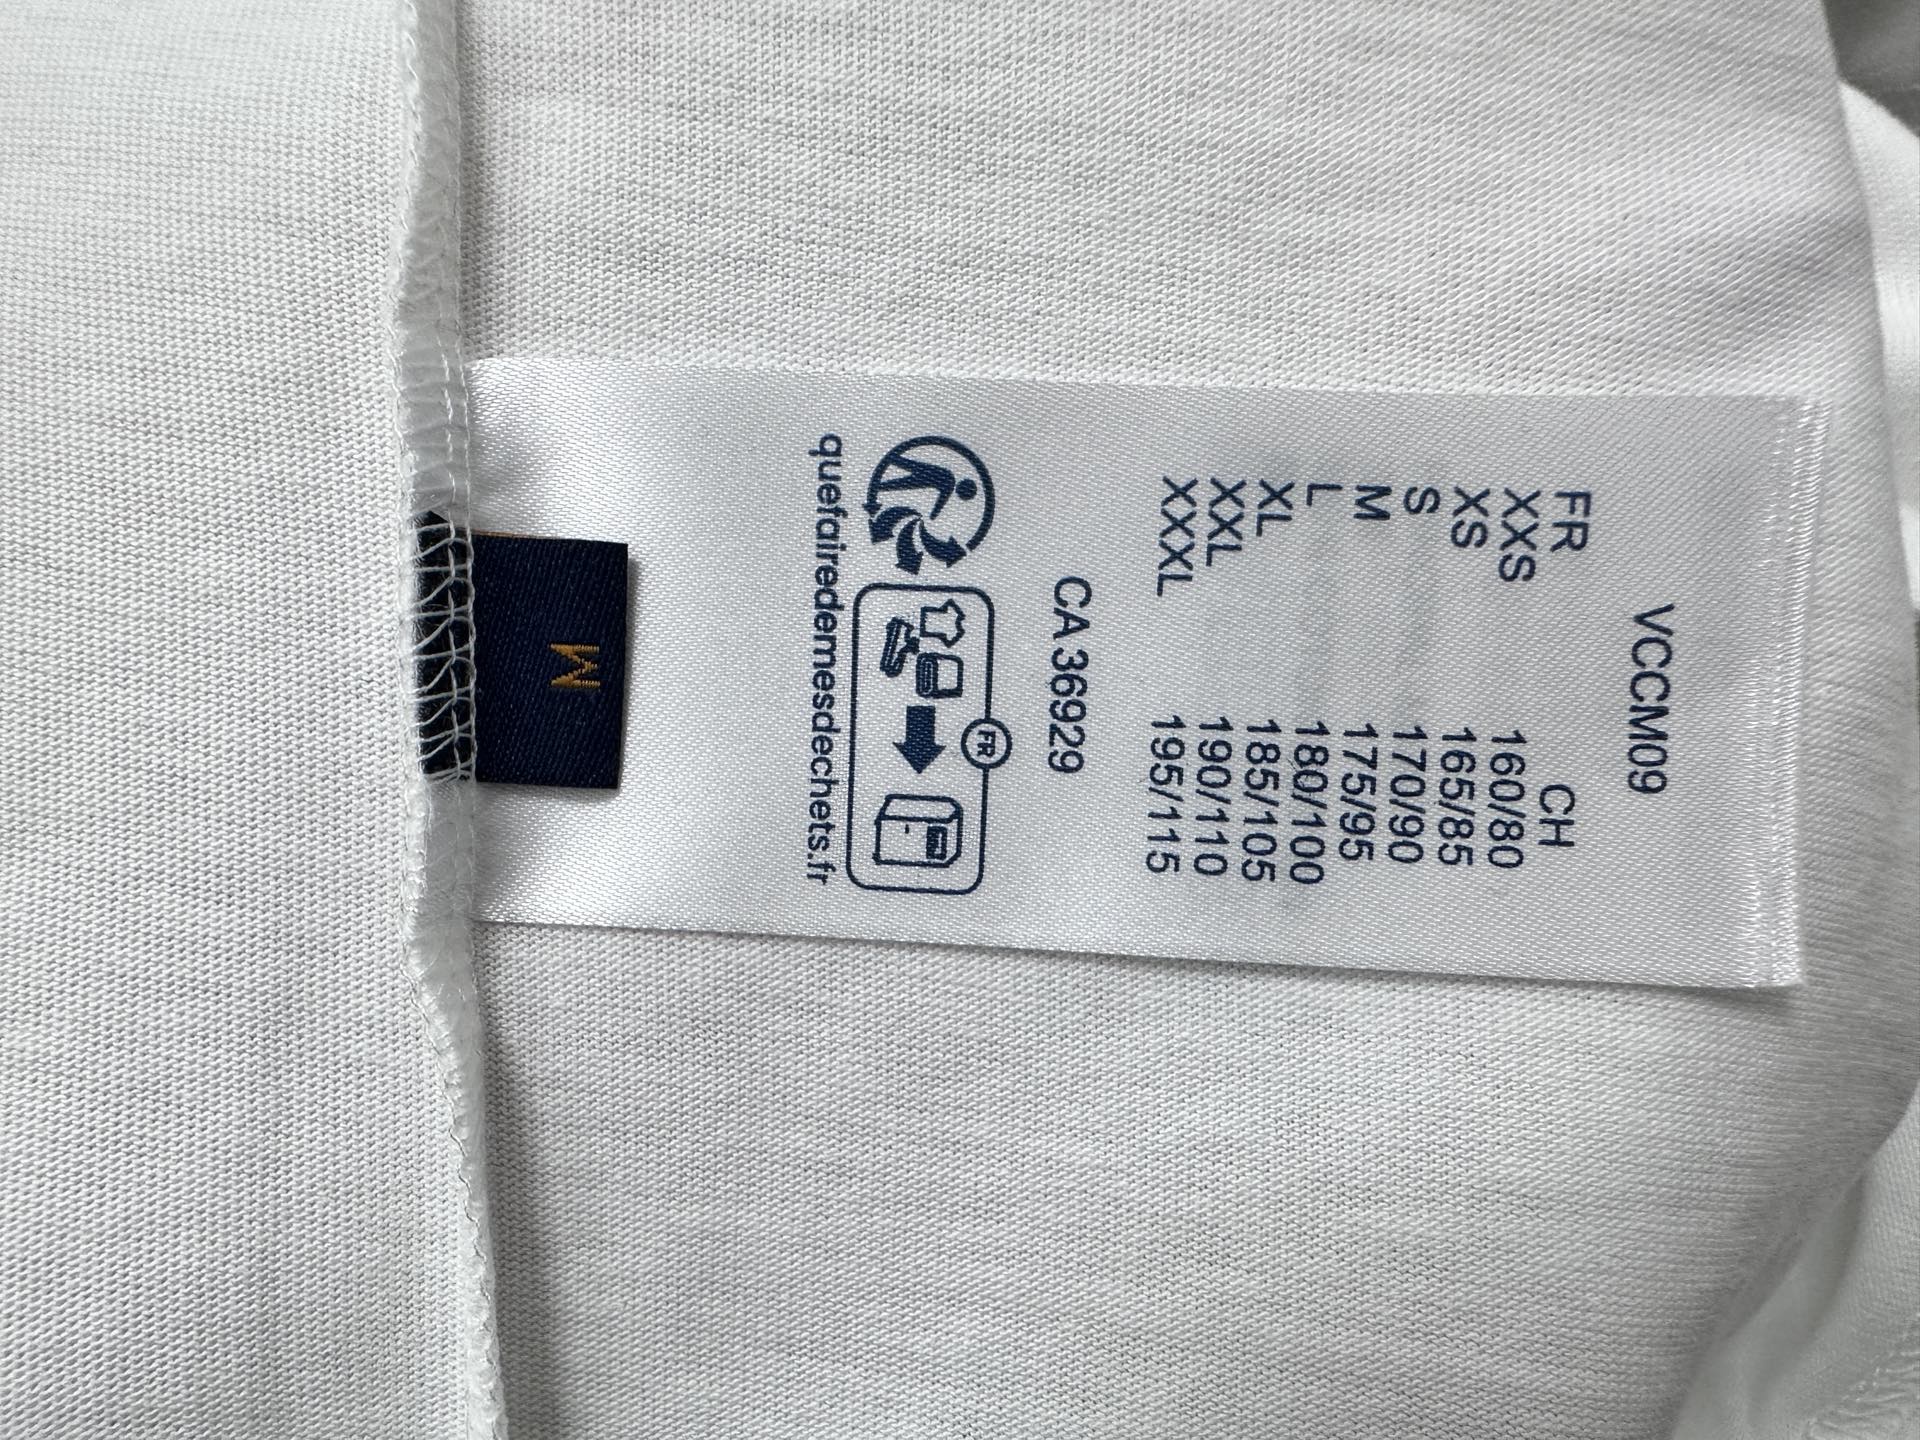 VCCM09
FR CH
XXS 160/80
XS 165/85
S 170/90
M 175/95
L 180/100
XL 185/105
XXL 190/110
XXXL 195/115
CA 36929
FR
quefairedemesdechets.fr
M